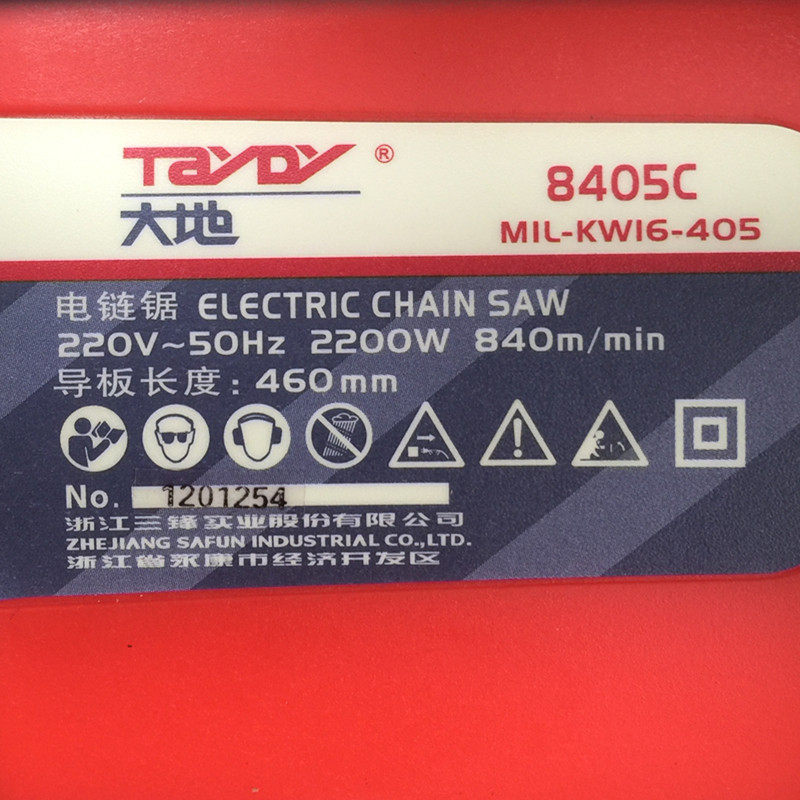 TAYDY ®
大地
8405C
MIL-KW16-405
电链锯 ELECTRIC CHAIN SAW
220V~50Hz 2200W 840m/min
导板长度: 460mm
No. 1201254
浙江三锋实业股份有限公司
ZHEJIANG SAFUN INDUSTRIAL CO.,LTD.
浙江省永康市经济开发区